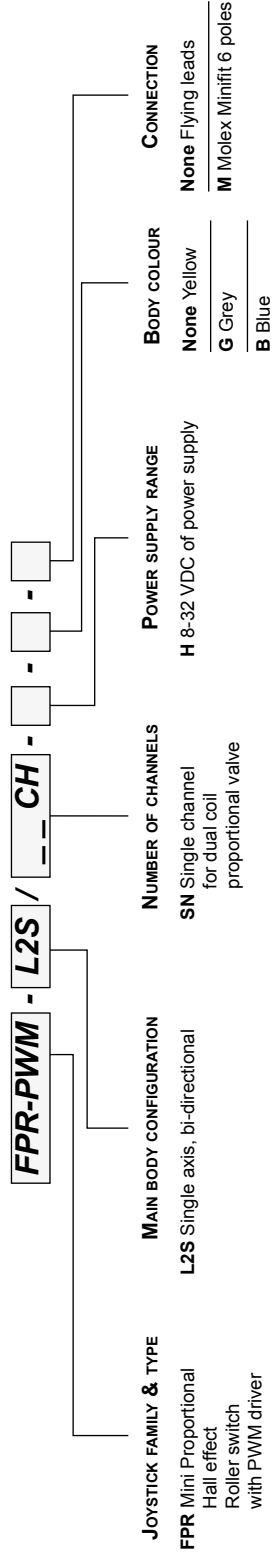 FPR-PWM - L2S / _ _ CH - - -
JOYSTICK FAMILY & TYPE
FPR Mini Proportional
Hall effect
Roller switch
with PWM driver
MAIN BODY CONFIGURATION
L2S Single axis, bi-directional
NUMBER OF CHANNELS
SN Single channel
for dual coil
proportional valve
POWER SUPPLY RANGE
H 8-32 VDC of power supply
BODY COLOUR
None Yellow
G Grey
B Blue
CONNECTION
None Flying leads
M Molex Minifit 6 poles